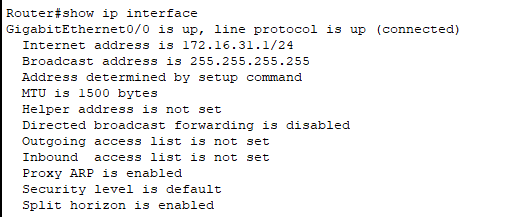 Router#show ip interface
GigabitEthernet0/0 is up, line protocol is up (connected)
Internet address is 172.16.31.1/24
Broadcast address is 255.255.255.255
Address determined by setup command
MTU is 1500 bytes
Helper address is not set
Directed broadcast forwarding is disabled
Outgoing access list is not set
Inbound  access list is not set
Proxy ARP is enabled
Security level is default
Split horizon is enabled